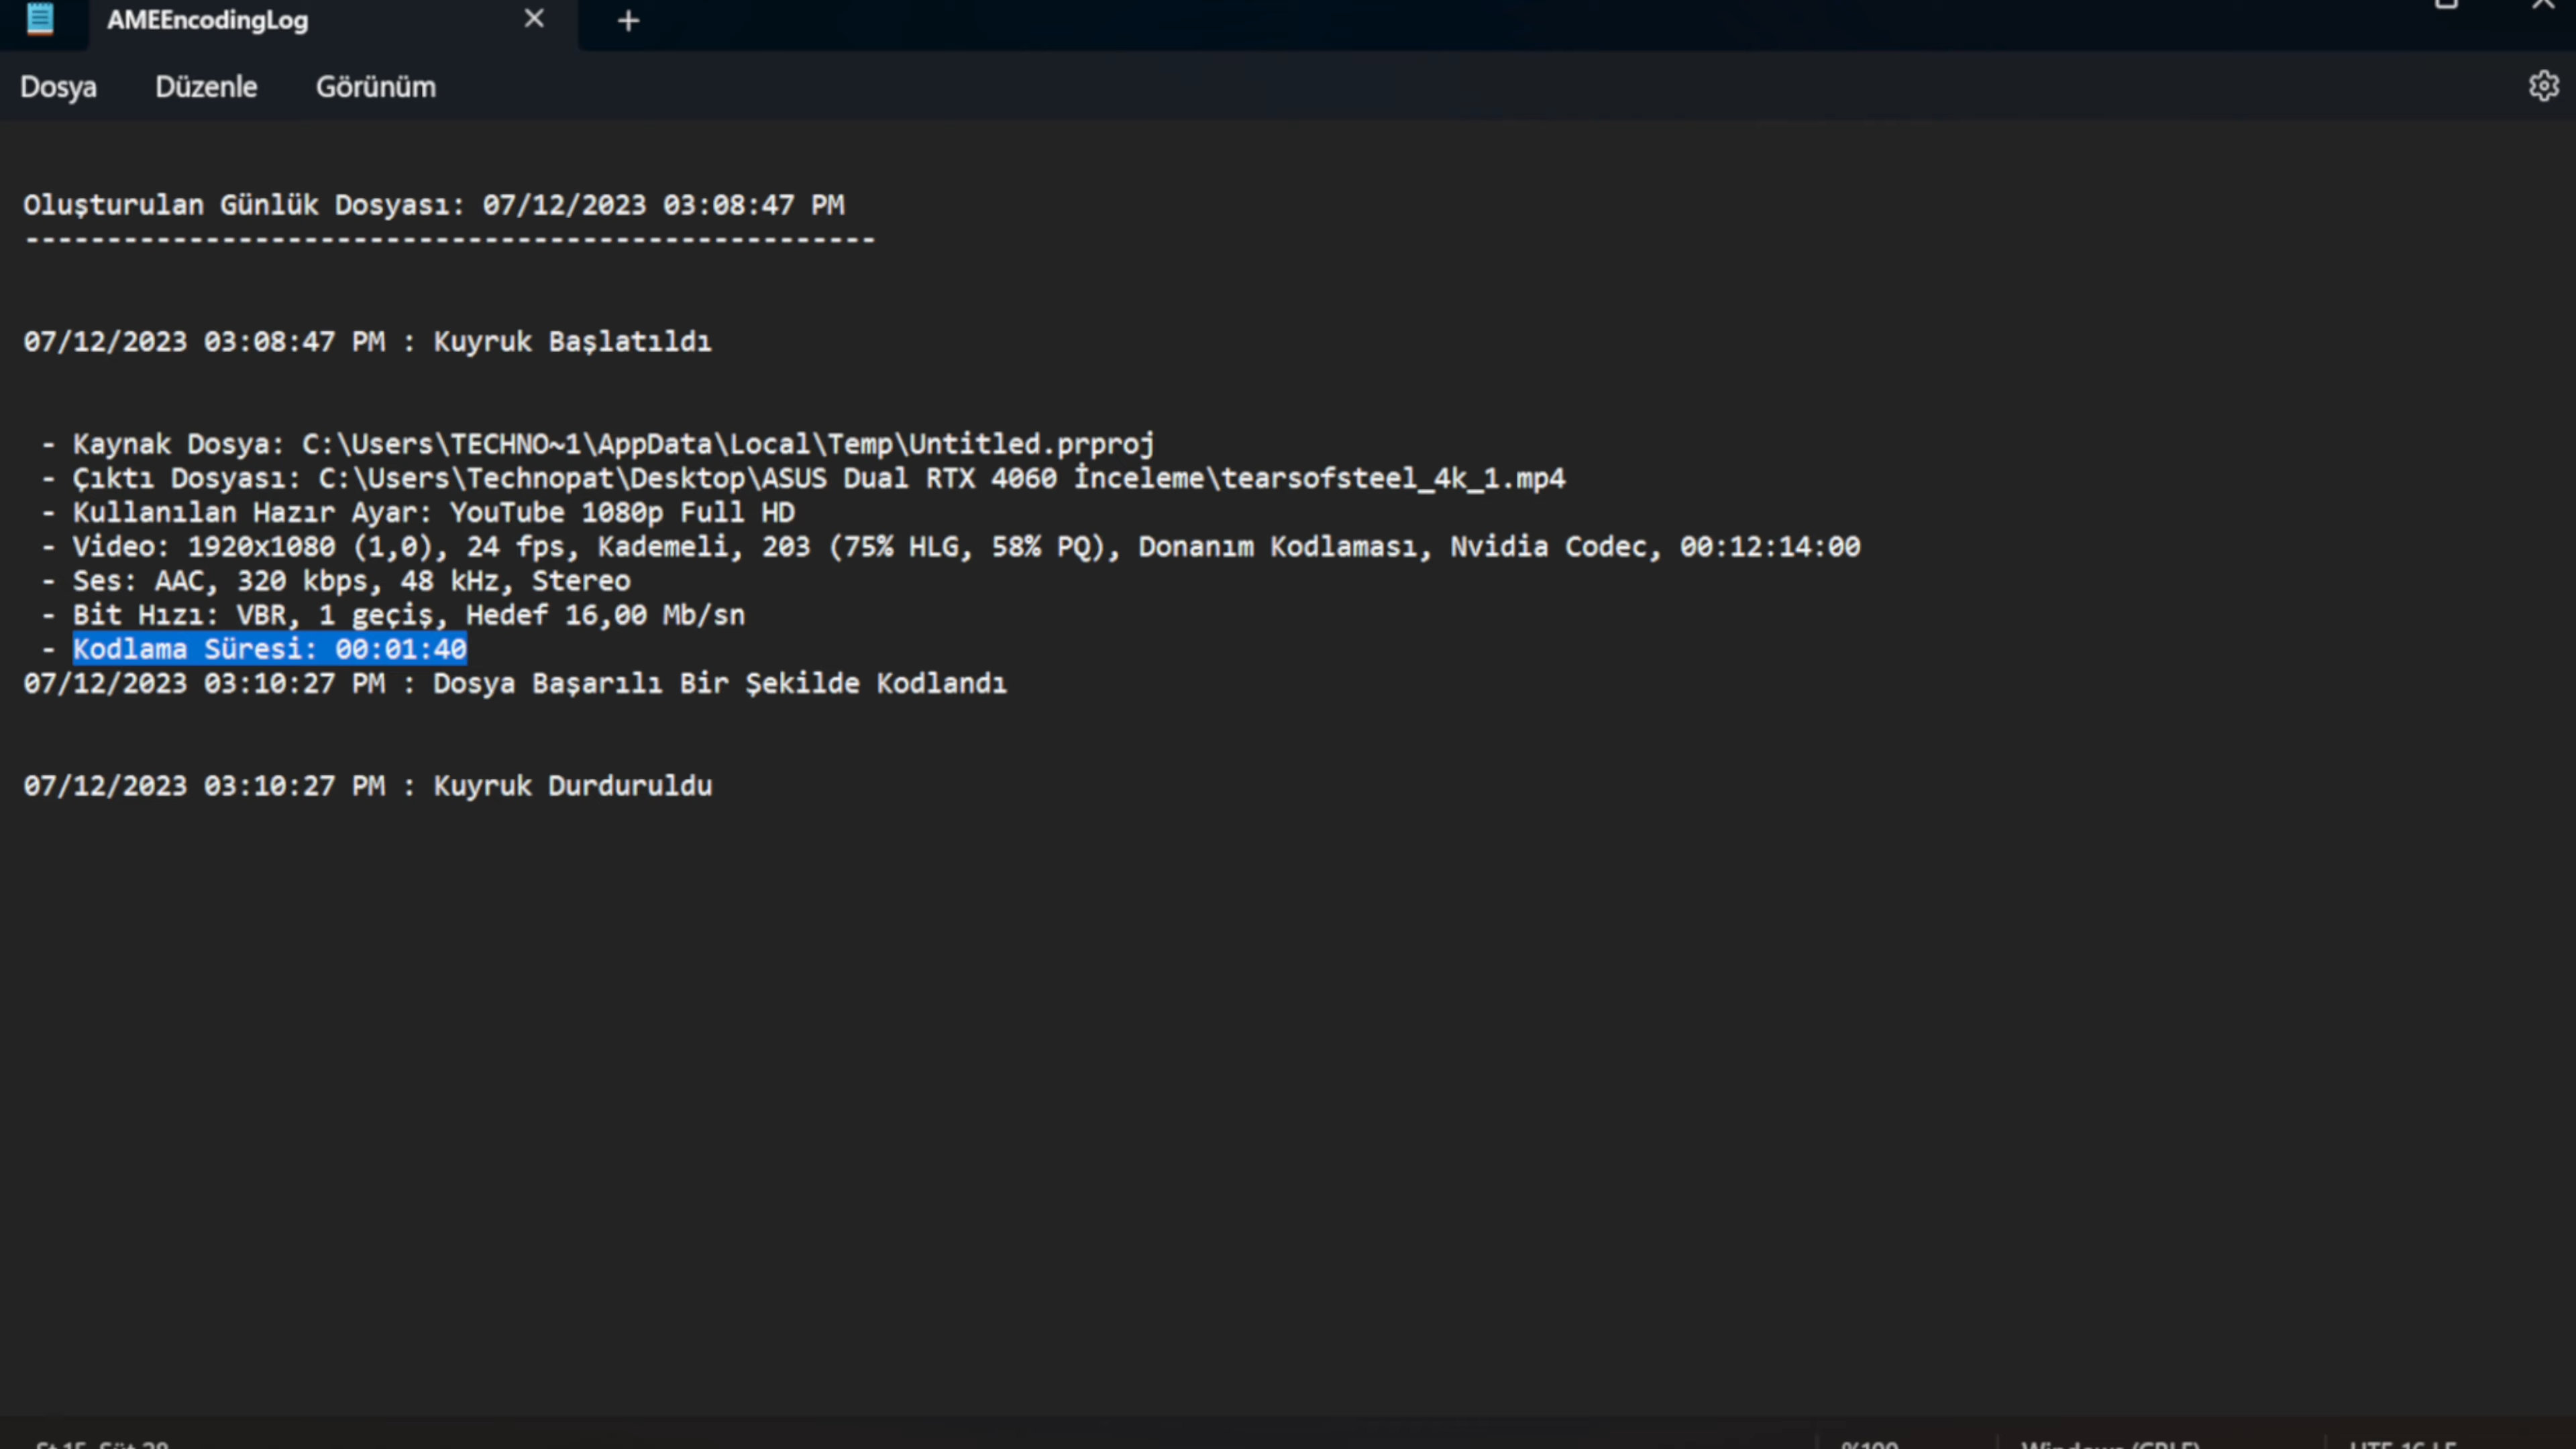 AMEEncodingLog
Dosya Düzenle Görünüm
Oluşturulan Günlük Dosyası: 07/12/2023 03:08:47 PM
----------------------------------------------------
07/12/2023 03:08:47 PM : Kuyruk Başlatıldı
- Kaynak Dosya: C:\Users\TECHNO~1\AppData\Local\Temp\Untitled.prproj
- Çıktı Dosyası: C:\Users\Technopat\Desktop\ASUS Dual RTX 4060 İnceleme\tearsofsteel_4k_1.mp4
- Kullanılan Hazır Ayar: YouTube 1080p Full HD
- Video: 1920x1080 (1,0), 24 fps, Kademeli, 203 (75% HLG, 58% PQ), Donanım Kodlaması, Nvidia Codec, 00:12:14:00
- Ses: AAC, 320 kbps, 48 kHz, Stereo
- Bit Hızı: VBR, 1 geçiş, Hedef 16,00 Mb/sn
- Kodlama Süresi: 00:01:40
07/12/2023 03:10:27 PM : Dosya Başarılı Bir Şekilde Kodlandı
07/12/2023 03:10:27 PM : Kuyruk Durduruldu